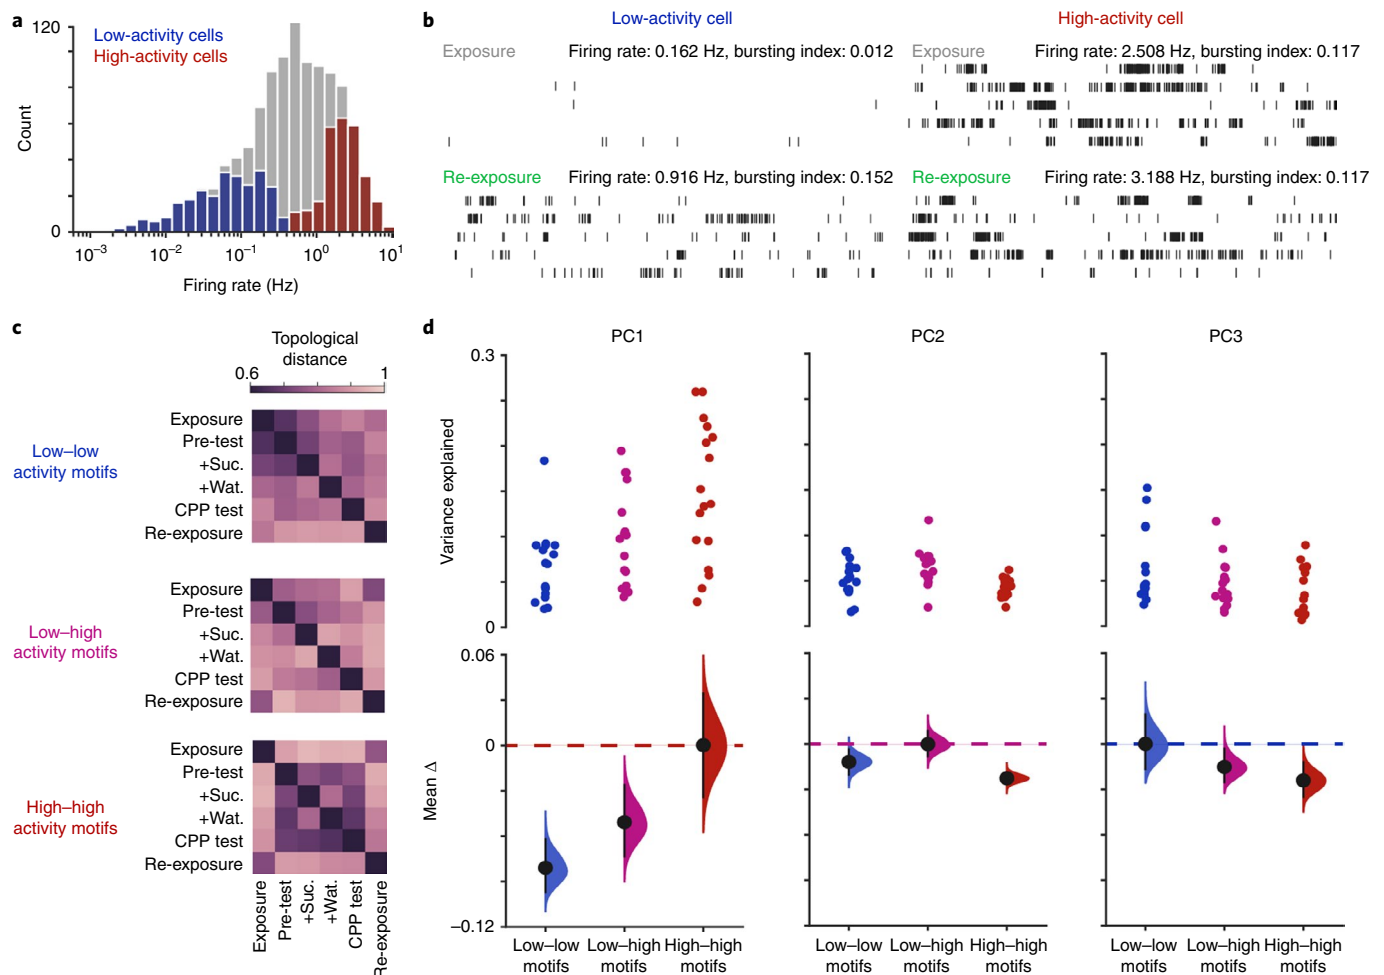 a
120
Low-activity cells
High-activity cells
Count
0
10⁻³ 10⁻² 10⁻¹ 10⁰ 10¹
Firing rate (Hz)
b
Low-activity cell
High-activity cell
Exposure
Firing rate: 0.162 Hz, bursting index: 0.012
Exposure
Firing rate: 2.508 Hz, bursting index: 0.117
Re-exposure
Firing rate: 0.916 Hz, bursting index: 0.152
Re-exposure
Firing rate: 3.188 Hz, bursting index: 0.117
c
Topological
distance
0.6 1
Low–low
activity motifs
Exposure
Pre-test
+Suc.
+Wat.
CPP test
Re-exposure
Low–high
activity motifs
Exposure
Pre-test
+Suc.
+Wat.
CPP test
Re-exposure
High–high
activity motifs
Exposure
Pre-test
+Suc.
+Wat.
CPP test
Re-exposure
Exposure
Pre-test
+Suc.
+Wat.
CPP test
Re-exposure
d
PC1
PC2
PC3
0.3
Variance explained
0
0.06
0
Mean Δ
–0.12
Low–low
motifs
Low–high
motifs
High–high
motifs
Low–low
motifs
Low–high
motifs
High–high
motifs
Low–low
motifs
Low–high
motifs
High–high
motifs